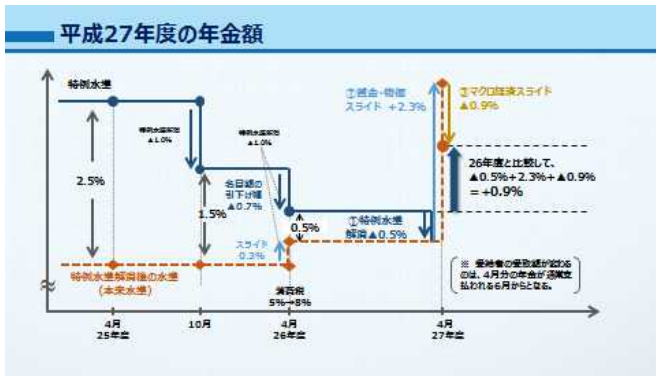 平成27年度の年金額
特例水準
2.5%
特例水準解消
▲1.0%
1.5%
特例水準解消
▲1.0%
名目額の
引下げ幅
▲0.7%
スライド
0.3%
0.5%
①特例水準
解消▲0.5%
②賃金・物価
スライド +2.3%
③マクロ経済スライド
▲0.9%
26年度と比較して、
▲0.5%+2.3%+▲0.9%
=+0.9%
※ 受給者の受取額が変わる
のは、4月分の年金が通常支
払われる6月からとなる。
特例水準解消後の水準
(本来水準)
消費税
5%→8%
4月
25年度
10月
4月
26年度
4月
27年度